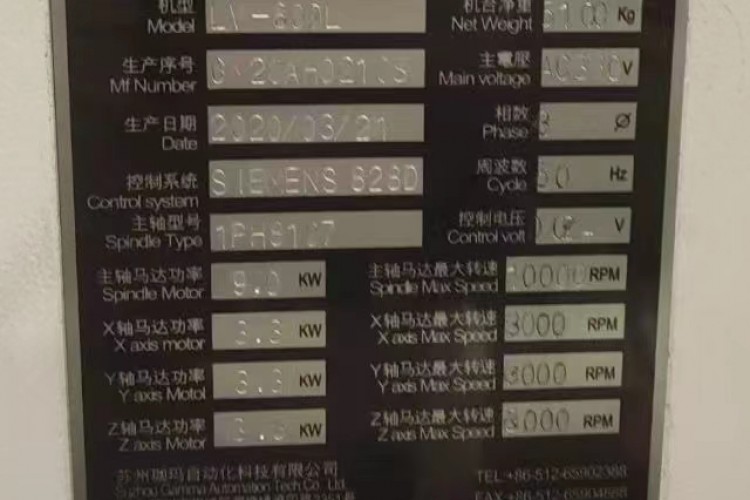 机型 机台净重
Model Net Weight Kg
生产序号 主電壓
Mf Number Main voltage V
生产日期 2020/03/21 相数
Date Phase 3 Ø
控制系统 SIEMENS 828D 周波数
Control system Cycle Hz
主轴型号 控制电压
Spindle Type Control volt V
主轴马达功率 9.0 KW 主轴马达最大转速 10000 RPM
Spindle Motor Spindle Max Speed
X轴马达功率 3.3 KW X轴马达最大转速 3000 RPM
X axis motor X axis Max Speed
Y轴马达功率 3.3 KW Y轴马达最大转速 3000 RPM
Y axis Motol Y axis Max Speed
Z轴马达功率 KW Z轴马达最大转速 3000 RPM
Z axis Motor Z axis Max Speed
苏州珈玛自动化科技有限公司 TEL:+86-512-65902388
Suzhou Gamma Automation Tech Co., Ltd.